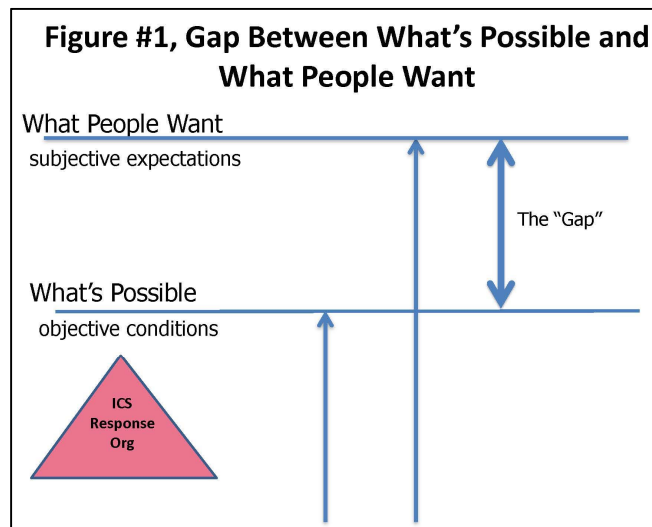 Figure #1, Gap Between What's Possible and
What People Want
What People Want
subjective expectations
The “Gap”
What's Possible
objective conditions
ICS
Response
Org